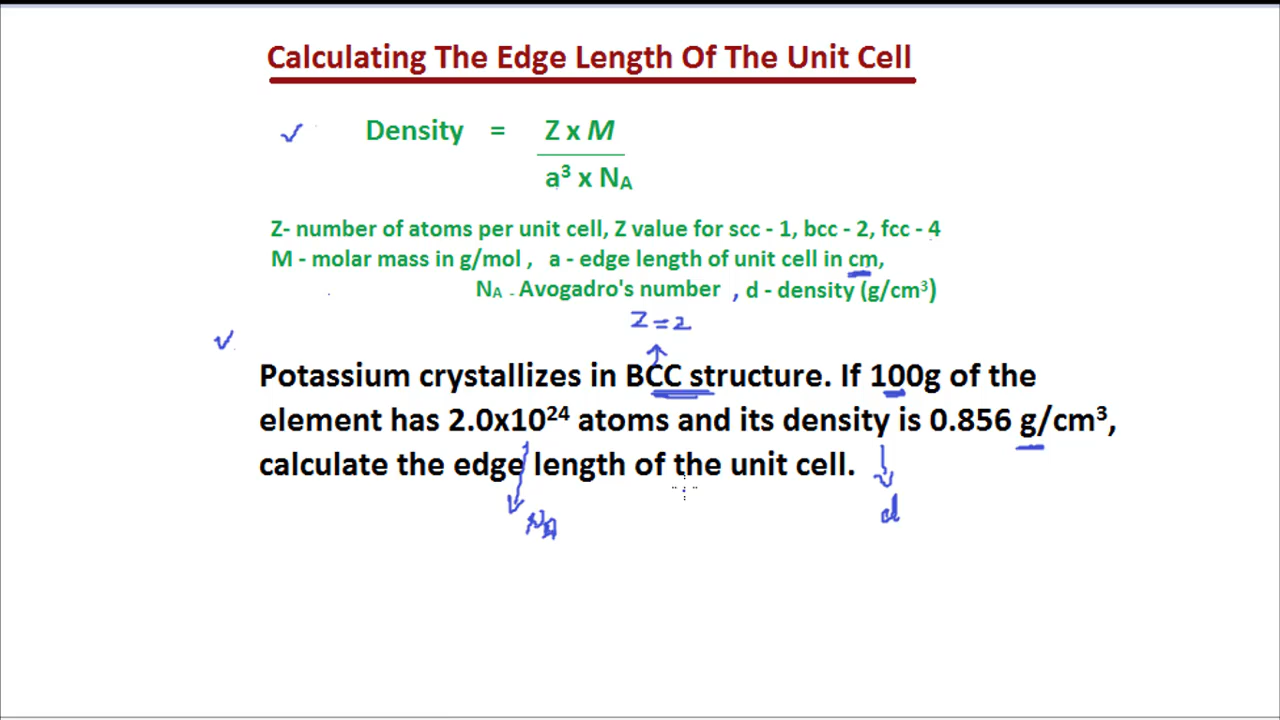 Calculating The Edge Length Of The Unit Cell
✓ Density = Z x M
a³ x NA
Z- number of atoms per unit cell, Z value for scc - 1, bcc - 2, fcc - 4
M - molar mass in g/mol , a - edge length of unit cell in cm,
NA - Avogadro's number , d - density (g/cm³)
Z = 2
✓
Potassium crystallizes in BCC structure. If 100g of the
element has 2.0x10²⁴ atoms and its density is 0.856 g/cm³,
calculate the edge length of the unit cell.
NA d